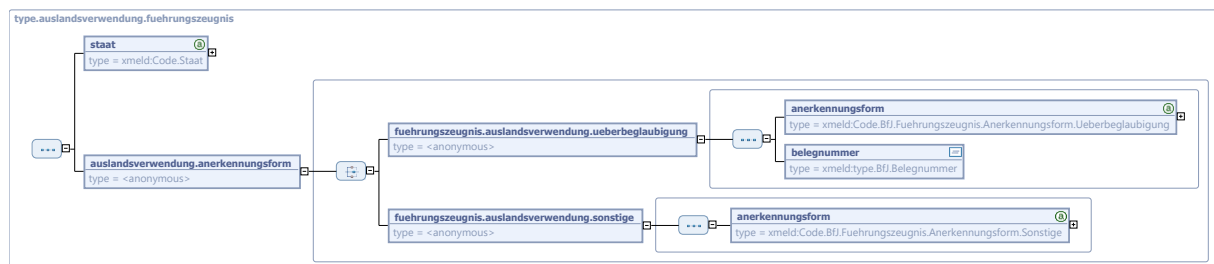 type.auslandsverwendung.fuehrungszeugnis
staat
type = xmeld:Code.Staat
auslandsverwendung.anerkennungsform
type = <anonymous>
fuehrungszeugnis.auslandsverwendung.ueberbeglaubigung
type = <anonymous>
anerkennungsform
type = xmeld:Code.BfJ.Fuehrungszeugnis.Anerkennungsform.Ueberbeglaubigung
belegnummer
type = xmeld:type.BfJ.Belegnummer
fuehrungszeugnis.auslandsverwendung.sonstige
type = <anonymous>
anerkennungsform
type = xmeld:Code.BfJ.Fuehrungszeugnis.Anerkennungsform.Sonstige